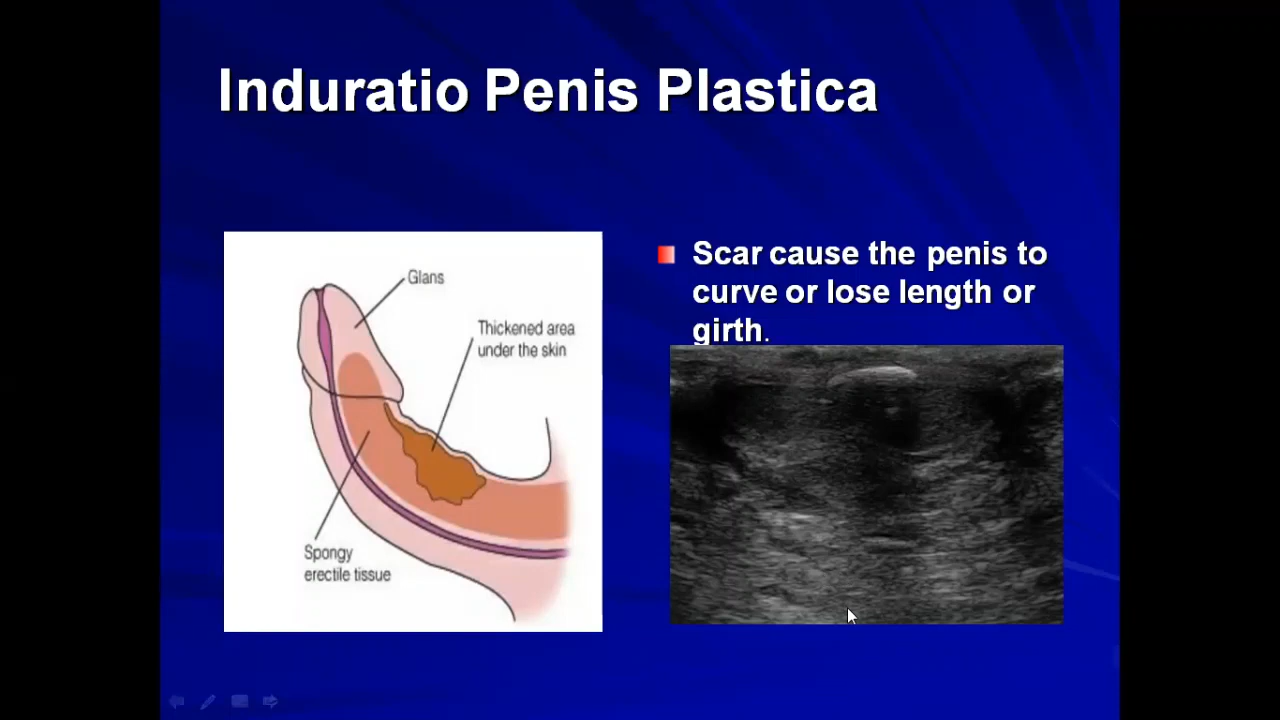 Induratio Penis Plastica
Glans
Thickened area
under the skin
Spongy
erectile tissue
Scar cause the penis to
curve or lose length or
girth.